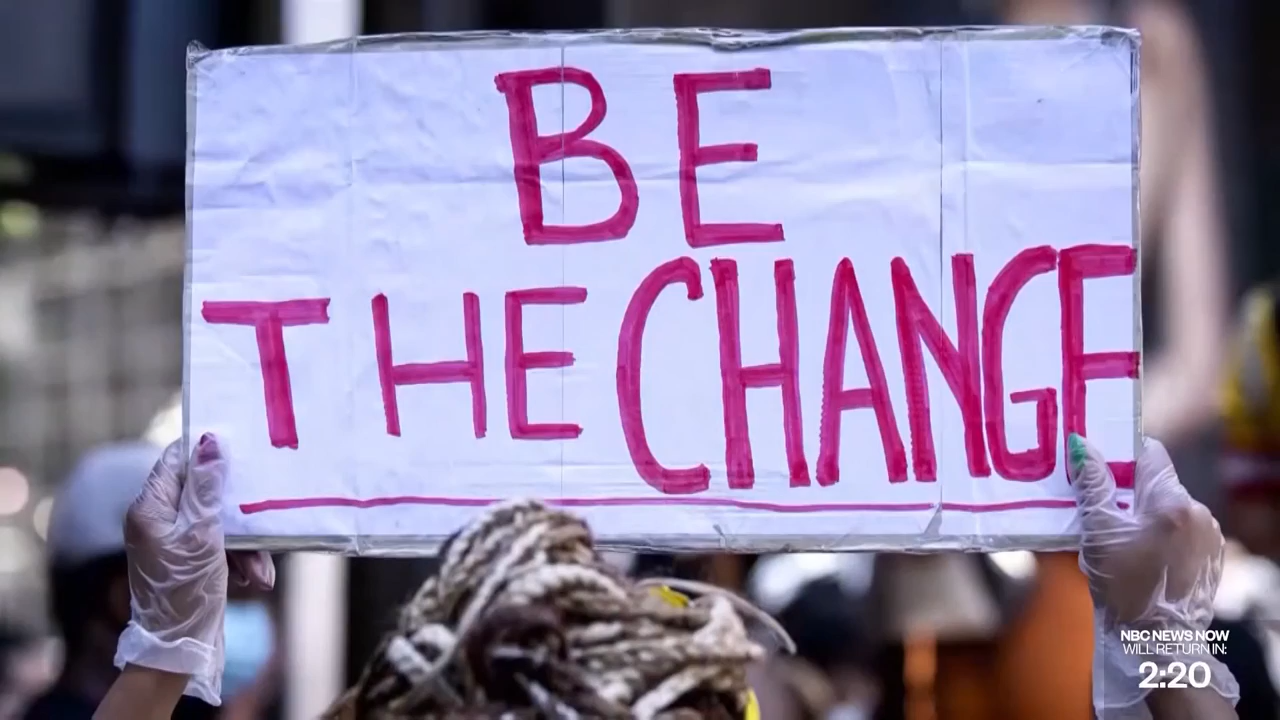 BE
THE CHANGE
NBC NEWS NOW
WILL RETURN IN:
2:20